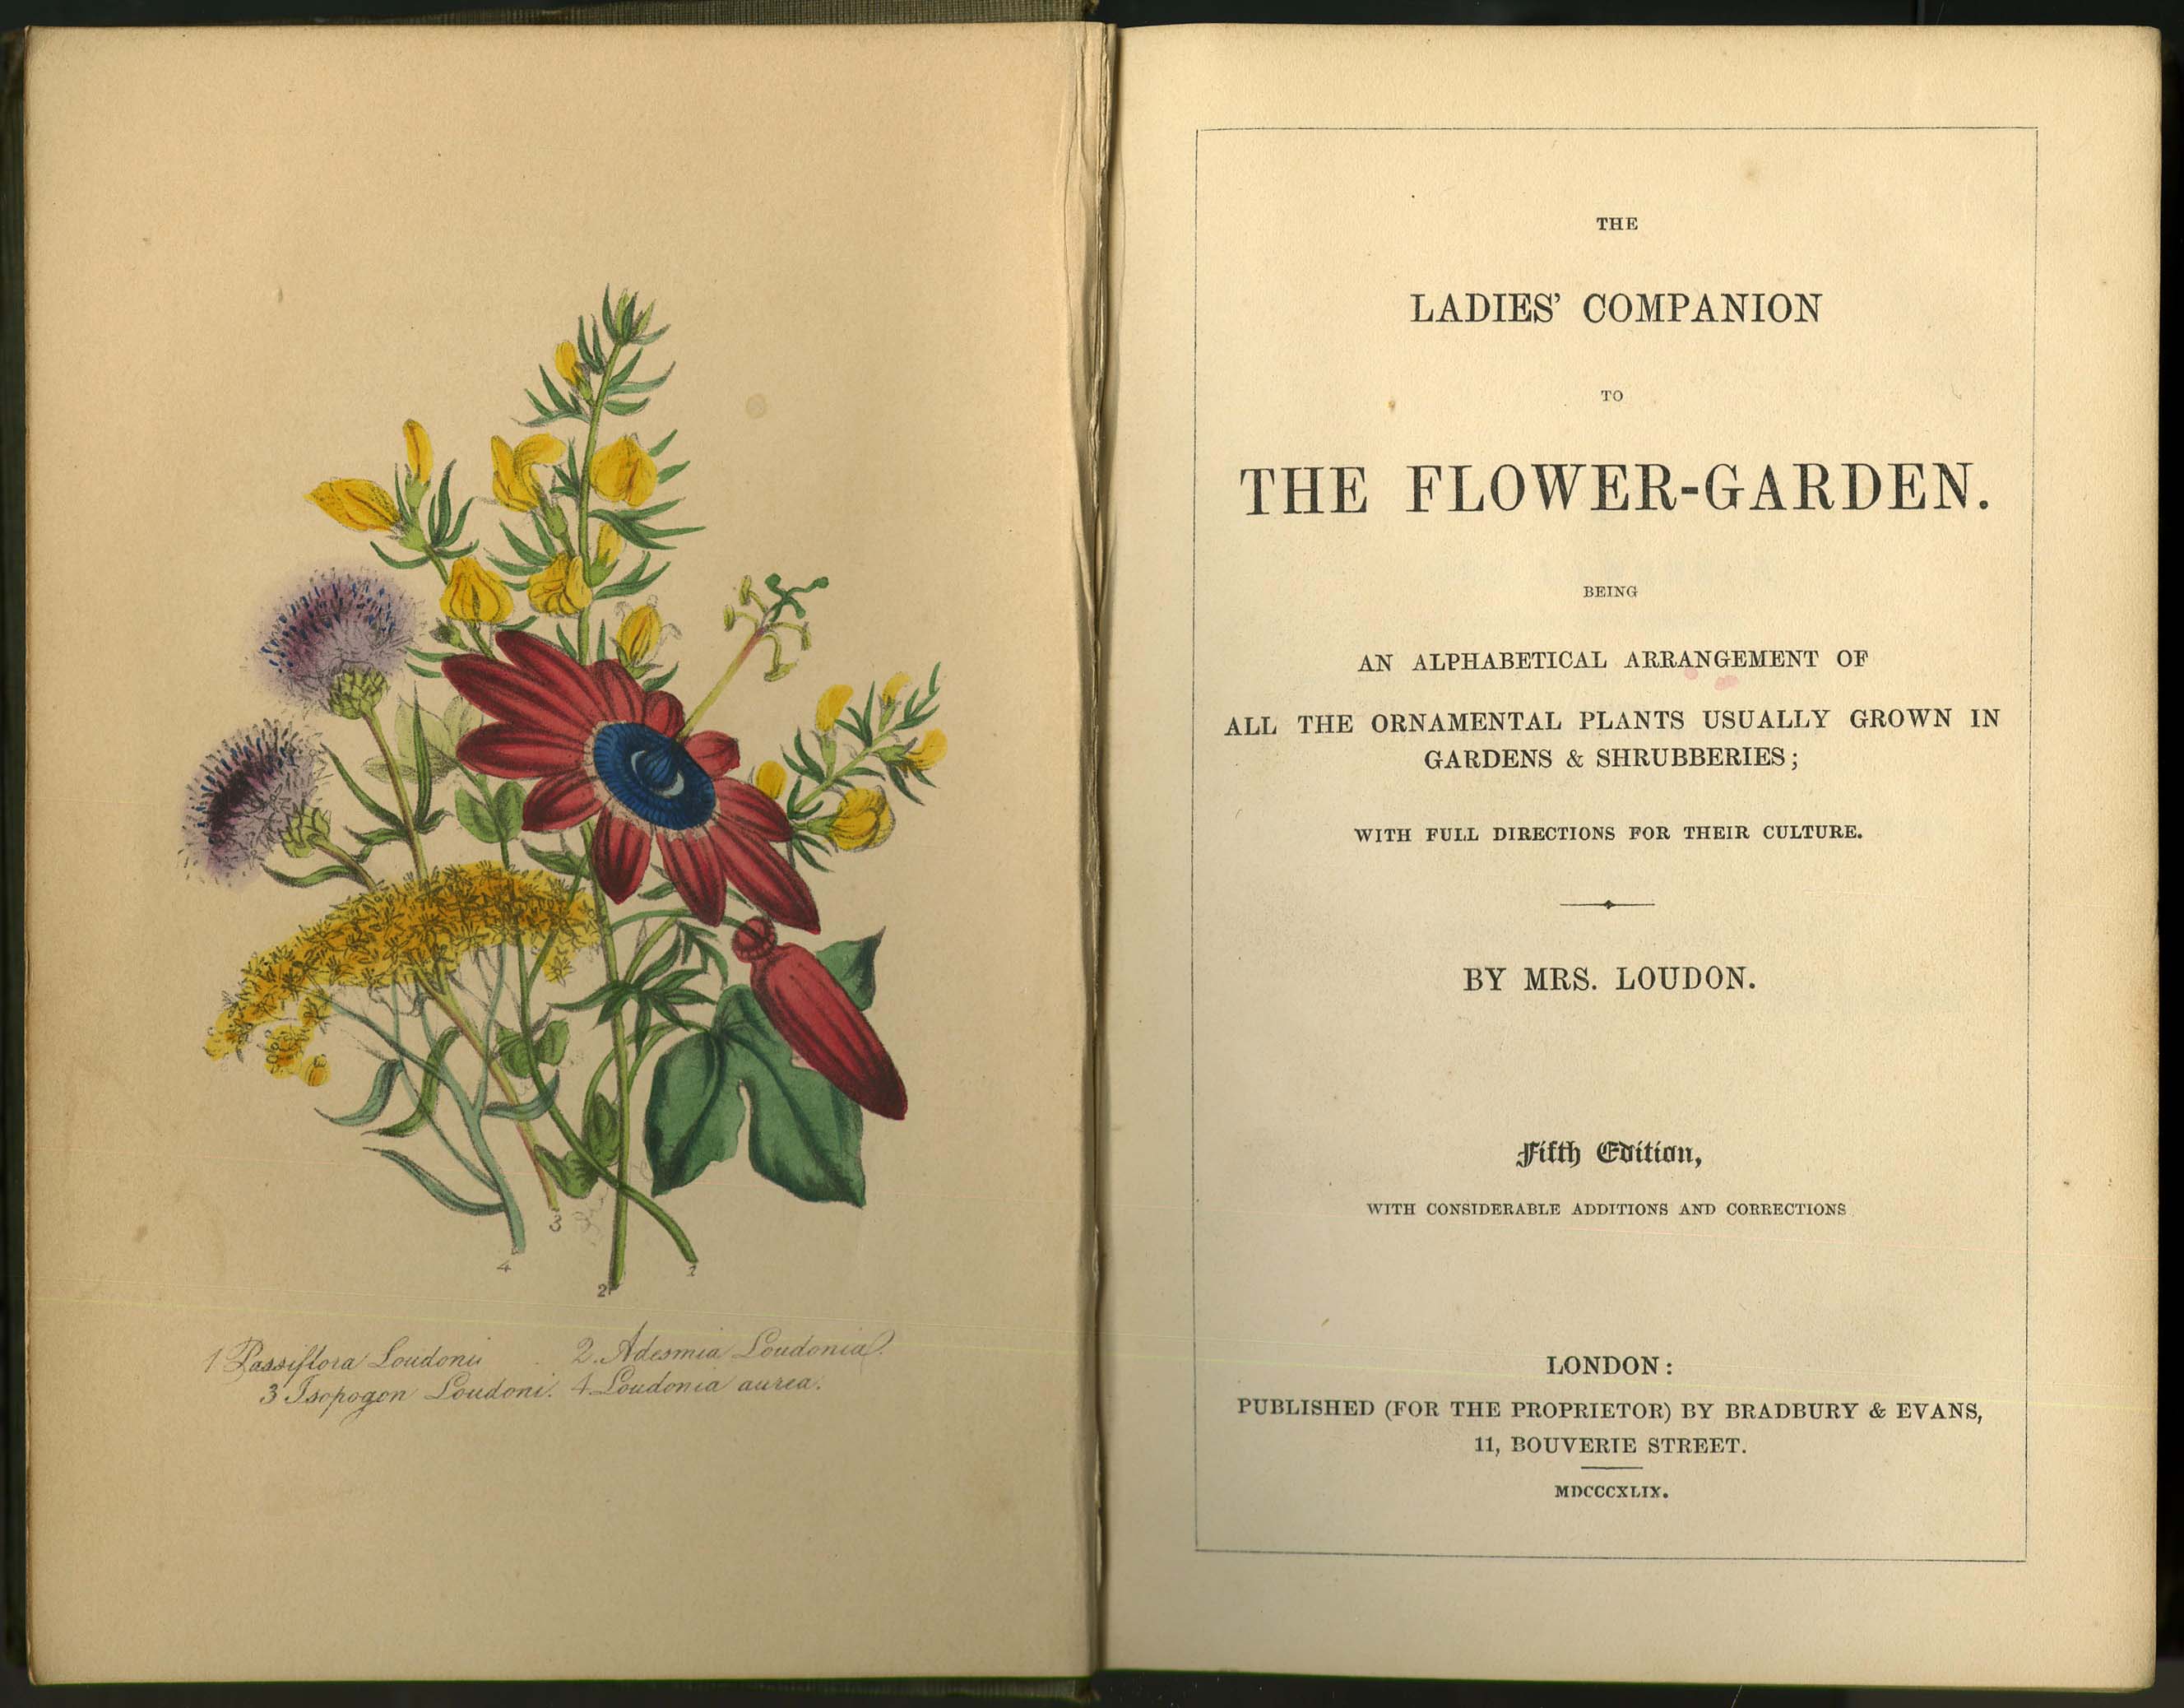 4
3
2
1
1 Passiflora Loudoni
2. Adesmia Loudonia.
3 Isopogon Loudoni. 4 Loudonia aurea.
THE
LADIES' COMPANION
TO
THE FLOWER-GARDEN.
BEING
AN ALPHABETICAL ARRANGEMENT OF
ALL THE ORNAMENTAL PLANTS USUALLY GROWN IN
GARDENS & SHRUBBERIES;
WITH FULL DIRECTIONS FOR THEIR CULTURE.
BY MRS. LOUDON.
Fifth Edition,
WITH CONSIDERABLE ADDITIONS AND CORRECTIONS
LONDON:
PUBLISHED (FOR THE PROPRIETOR) BY BRADBURY & EVANS,
11, BOUVERIE STREET.
MDCCCXLIX.